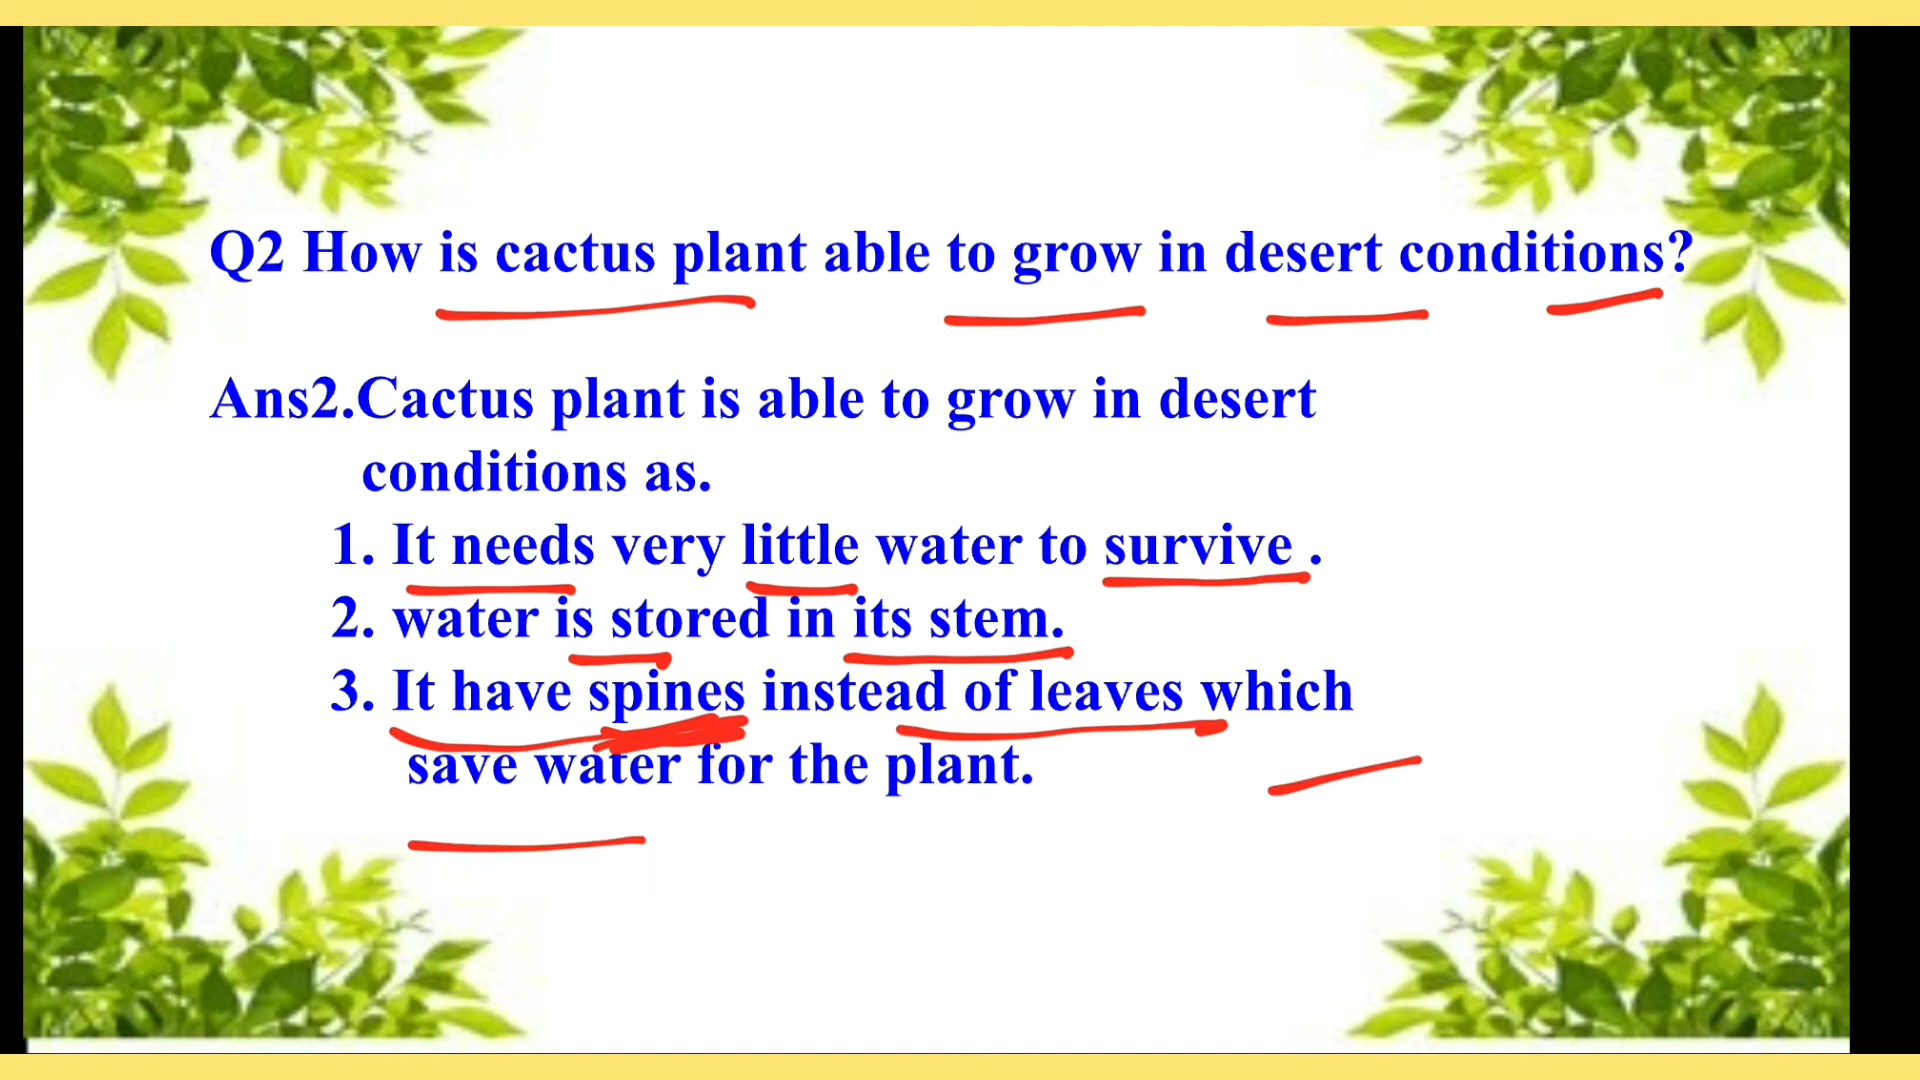 Q2 How is cactus plant able to grow in desert conditions?
Ans2.Cactus plant is able to grow in desert
conditions as.
1. It needs very little water to survive .
2. water is stored in its stem.
3. It have spines instead of leaves which
save water for the plant.